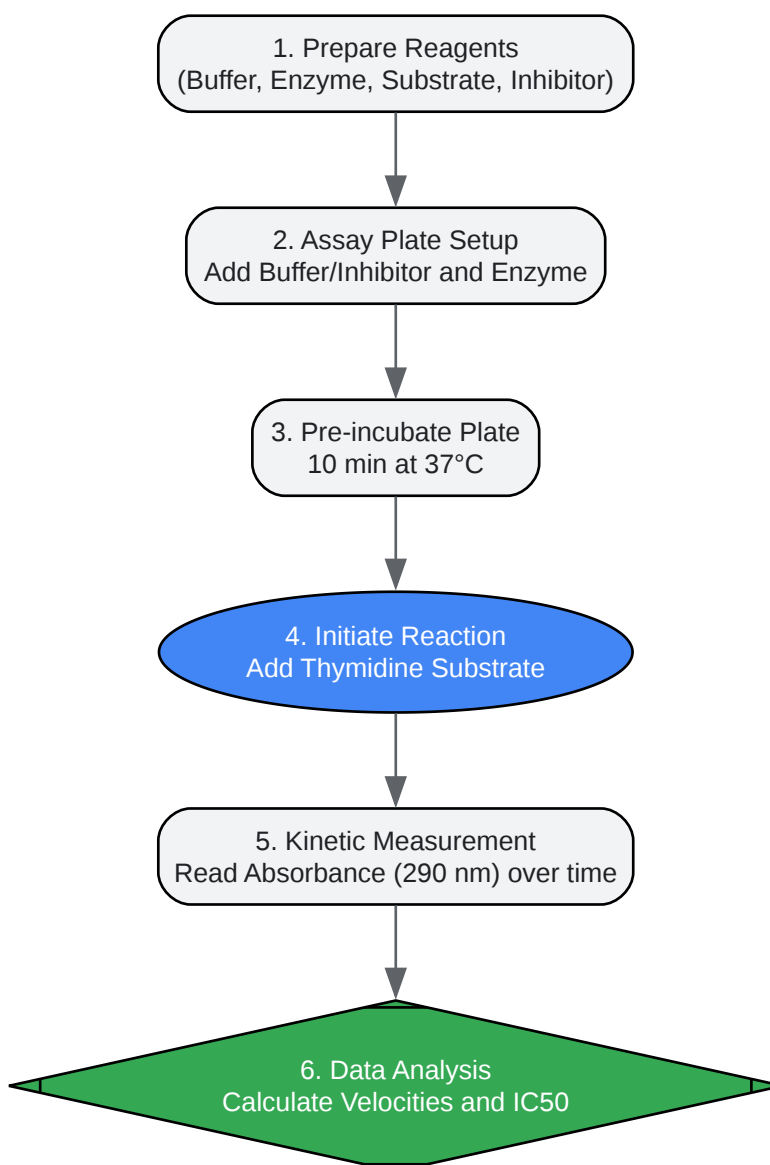 1. Prepare Reagents
(Buffer, Enzyme, Substrate, Inhibitor)
2. Assay Plate Setup
Add Buffer/Inhibitor and Enzyme
3. Pre-incubate Plate
10 min at 37°C
4. Initiate Reaction
Add Thymidine Substrate
5. Kinetic Measurement
Read Absorbance (290 nm) over time
6. Data Analysis
Calculate Velocities and IC50